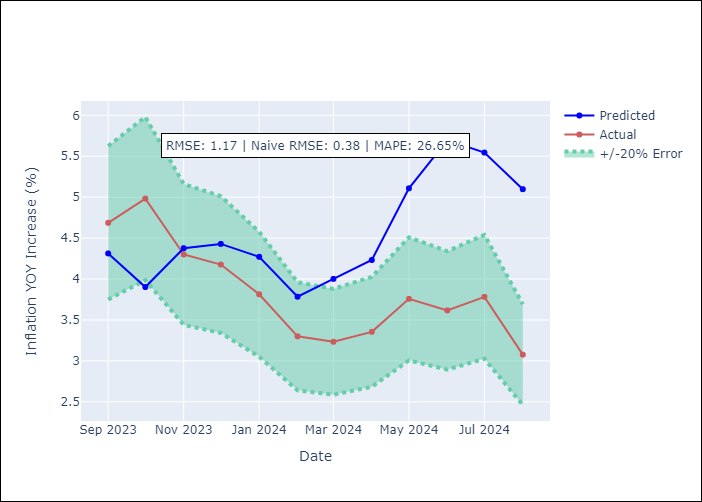 Predicted
Actual
+/-20% Error
RMSE: 1.17 | Naive RMSE: 0.38 | MAPE: 26.65%
Inflation YOY Increase (%)
6
5.5
5
4.5
4
3.5
3
2.5
Sep 2023 Nov 2023 Jan 2024 Mar 2024 May 2024 Jul 2024
Date